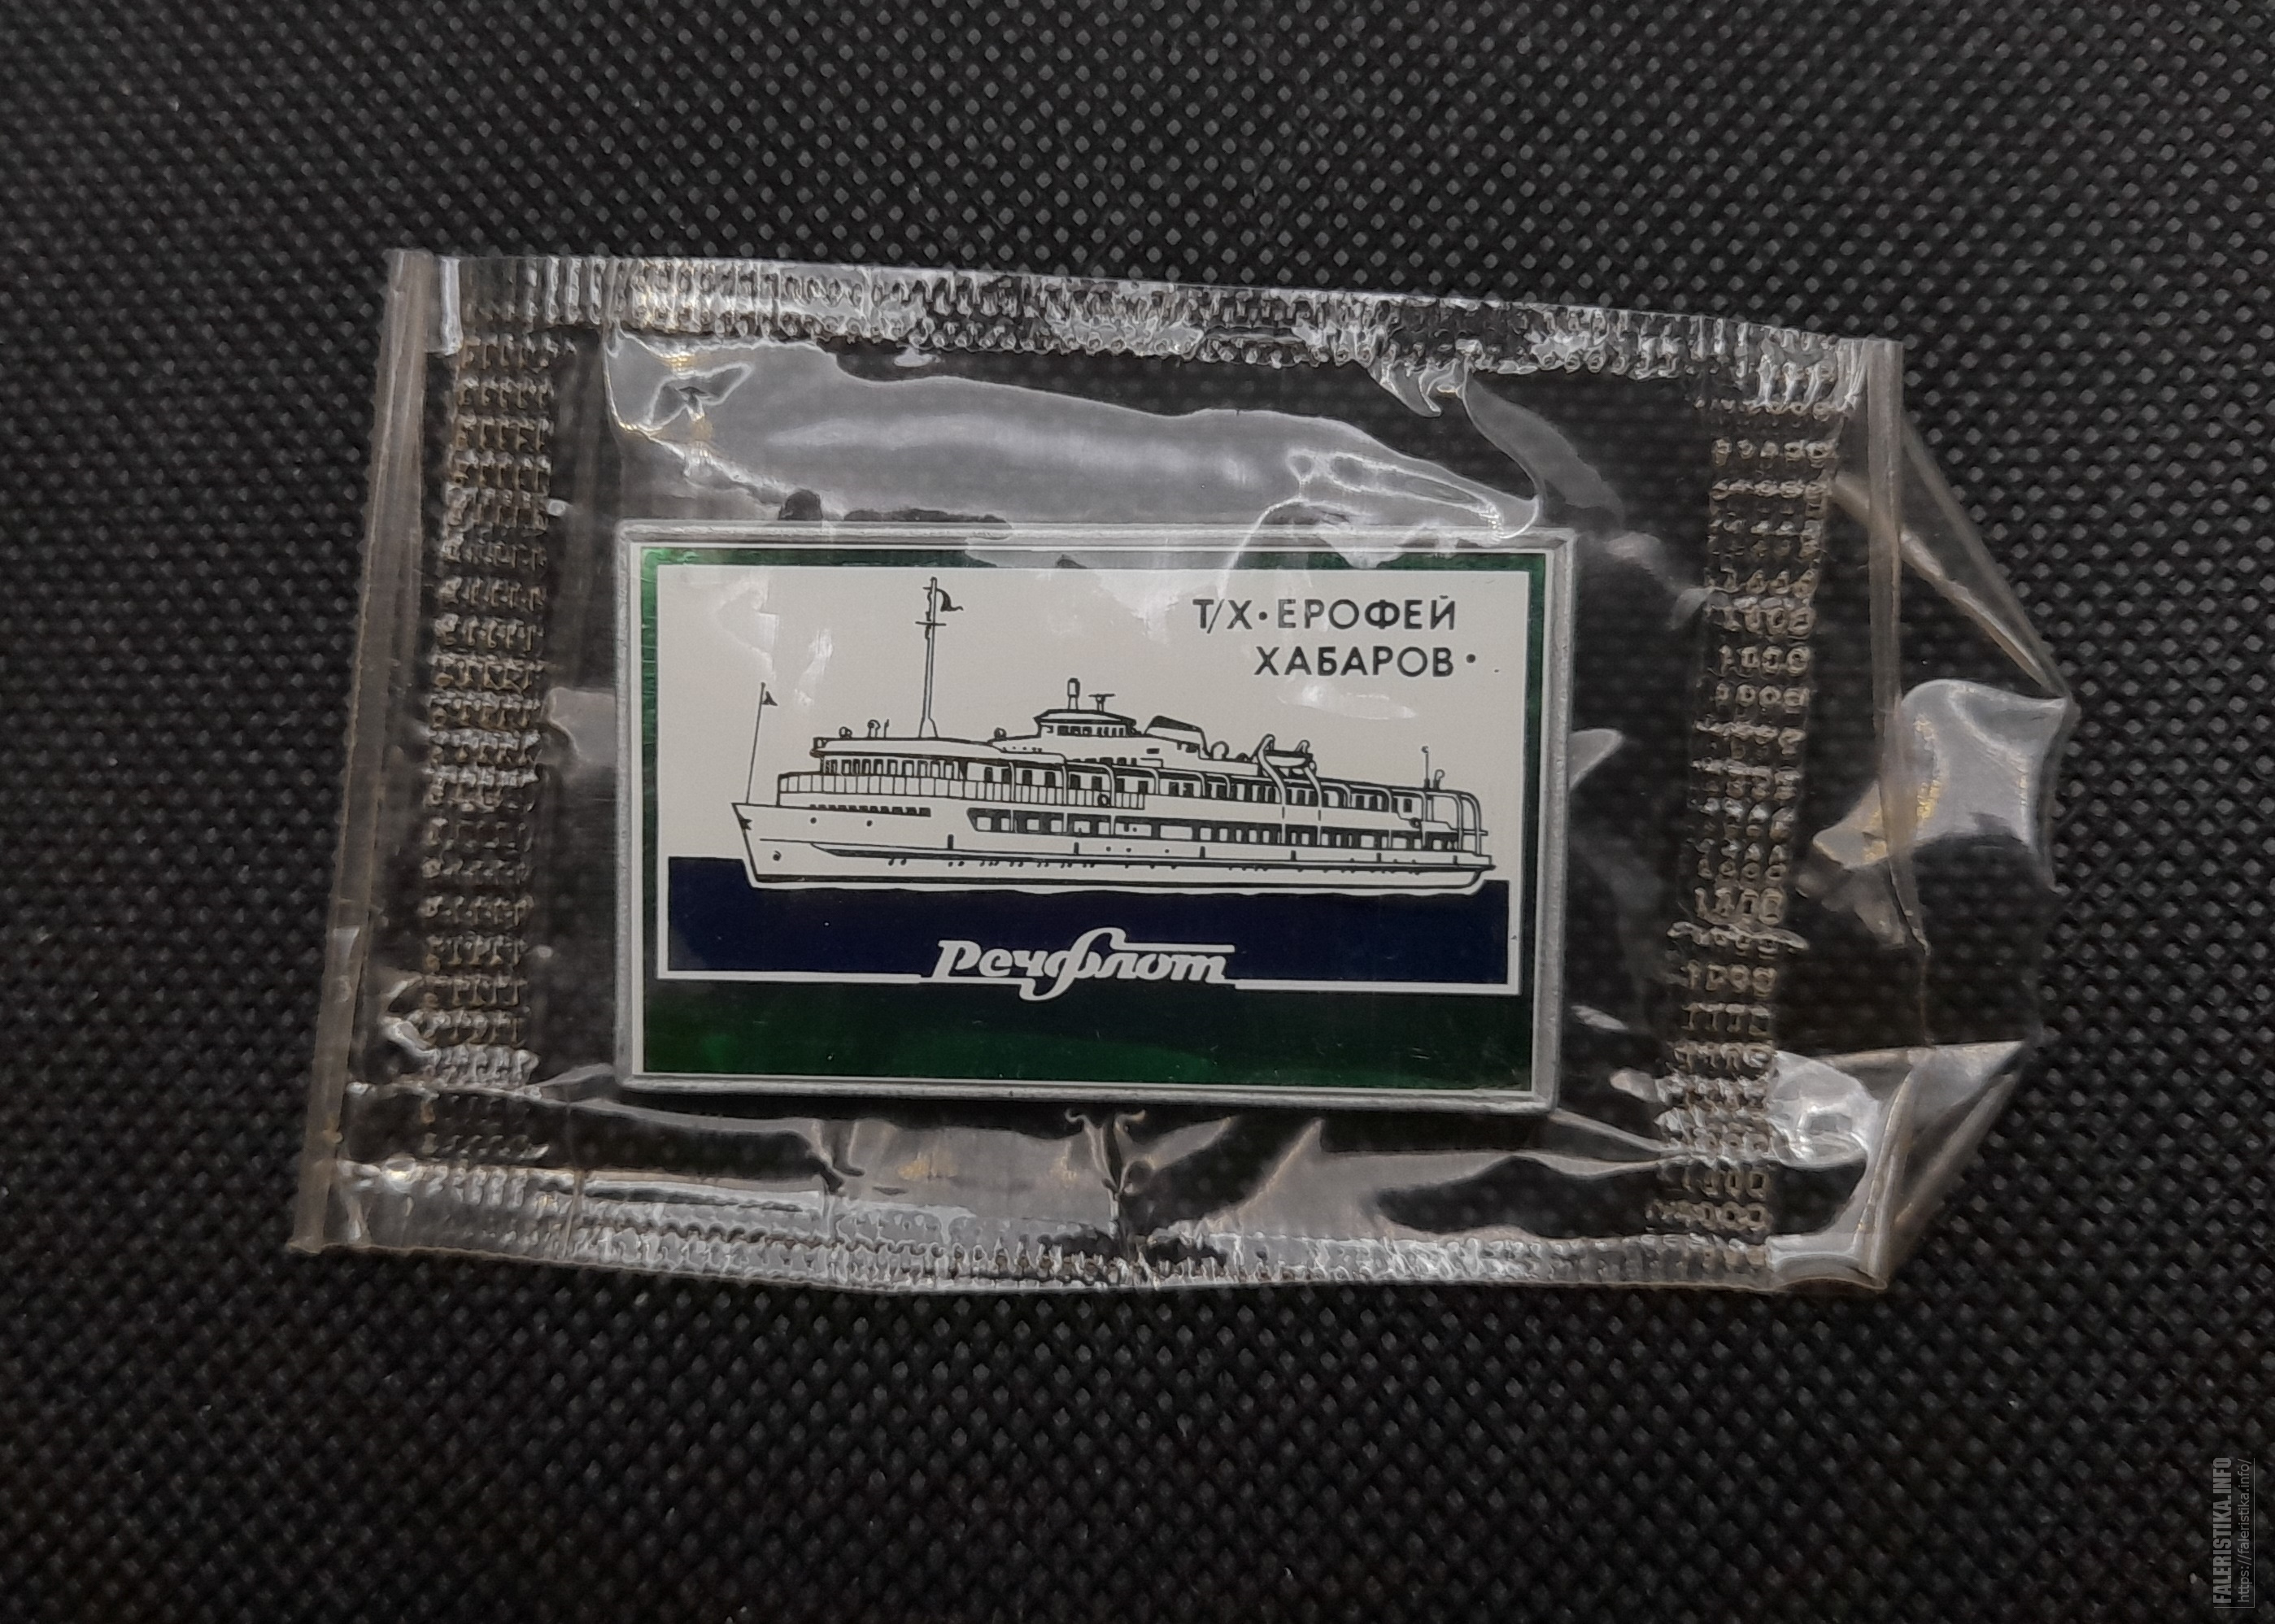 Т/Х·ЕРОФЕЙ
ХАБАРОВ·
Речфлот
FALERISTIKA.INFO
https://faleristika.info/